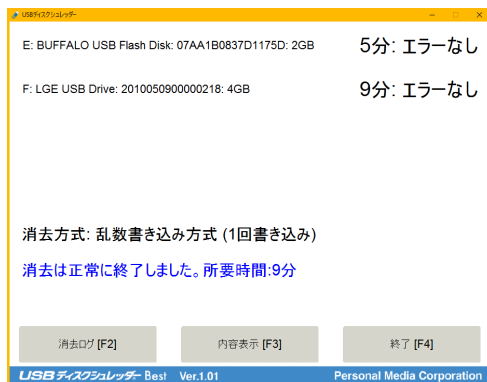 USBディスクシュレッダー
E: BUFFALO USB Flash Disk: 07AA1B0837D1175D: 2GB 5分: エラーなし
F: LGE USB Drive: 2010050900000218: 4GB 9分: エラーなし
消去方式: 乱数書き込み方式 (1回書き込み)
消去は正常に終了しました。所要時間:9分
消去ログ [F2] 内容表示 [F3] 終了 [F4]
USB ディスクシュレッダー Best Ver.1.01 Personal Media Corporation